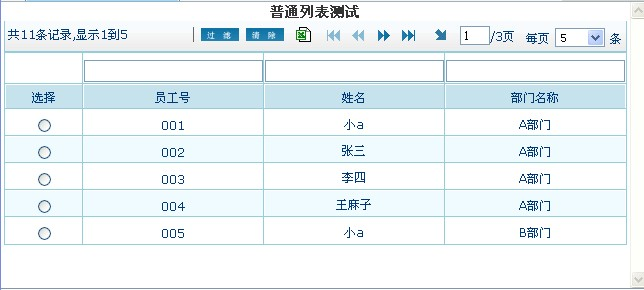 普通列表测试
共11条记录,显示1到5 过 滤 清 除 1 /3页 每页 5 条
选择 员工号 姓名 部门名称
001 小a A部门
002 张三 A部门
003 李四 A部门
004 王麻子 A部门
005 小a B部门